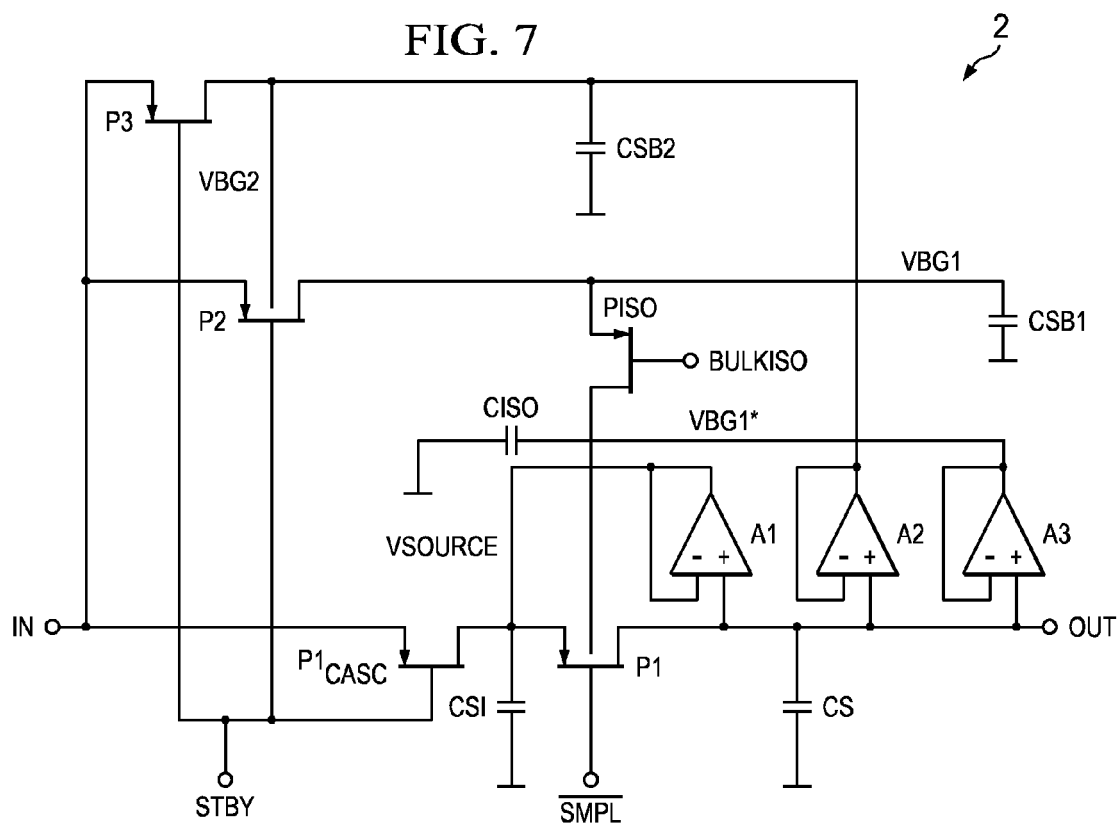 FIG. 7
2
P3
CSB2
VBG2
VBG1
P2
PISO
CSB1
BULKISO
CISO
VBG1*
VSOURCE
A1
A2
A3
- +
- +
- +
IN
OUT
P1CASC
P1
CSI
CS
STBY
SMPL